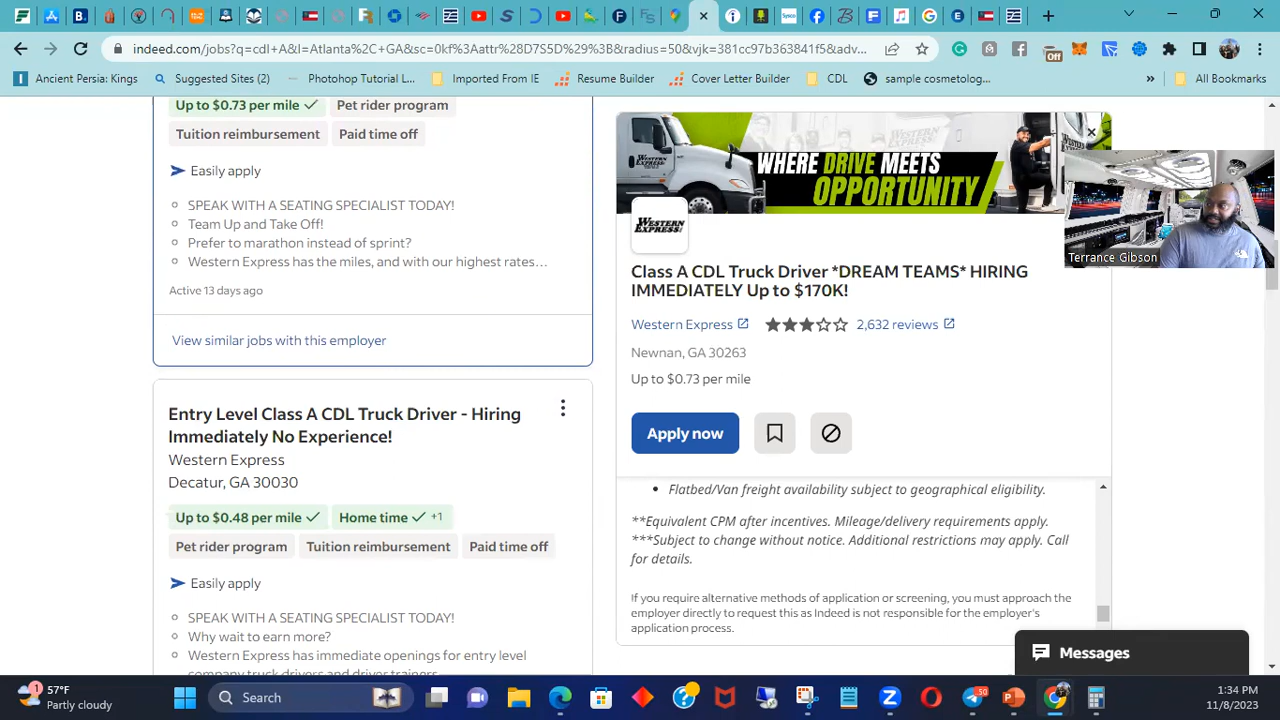 indeed.com/jobs?q=cdl+A&l=Atlanta%2C+GA&sc=0kf%3Aattr%28D7S5D%29%3B&radius=50&vjk=381cc97b363841f5&adv...
Off
Ancient Persia: Kings
Suggested Sites (2)
Photohop Tutorial L...
Imported From IE
Resume Builder
Cover Letter Builder
CDL
sample cosmetolog...
»
All Bookmarks
Up to $0.73 per mile
Pet rider program
Tuition reimbursement
Paid time off
Easily apply
SPEAK WITH A SEATING SPECIALIST TODAY!
Team Up and Take Off!
Prefer to marathon instead of sprint?
Western Express has the miles, and with our highest rates…
Active 13 days ago
View similar jobs with this employer
Entry Level Class A CDL Truck Driver - Hiring
Immediately No Experience!
Western Express
Decatur, GA 30030
Up to $0.48 per mile
Home time +1
Pet rider program
Tuition reimbursement
Paid time off
Easily apply
SPEAK WITH A SEATING SPECIALIST TODAY!
Why wait to earn more?
Western Express has immediate openings for entry level
company truck drivers and driver trainers
WHERE DRIVE MEETS
OPPORTUNITY
WESTERN
EXPRESS
Class A CDL Truck Driver *DREAM TEAMS* HIRING
IMMEDIATELY Up to $170K!
Western Express
2,632 reviews
Newnan, GA 30263
Up to $0.73 per mile
Apply now
• Flatbed/Van freight availability subject to geographical eligibility.
**Equivalent CPM after incentives. Mileage/delivery requirements apply.
***Subject to change without notice. Additional restrictions may apply. Call
for details.
If you require alternative methods of application or screening, you must approach the
employer directly to request this as Indeed is not responsible for the employer's
application process.
Terrance Gibson
Messages
1
57°F
Partly cloudy
Search
50
1:34 PM
11/8/2023